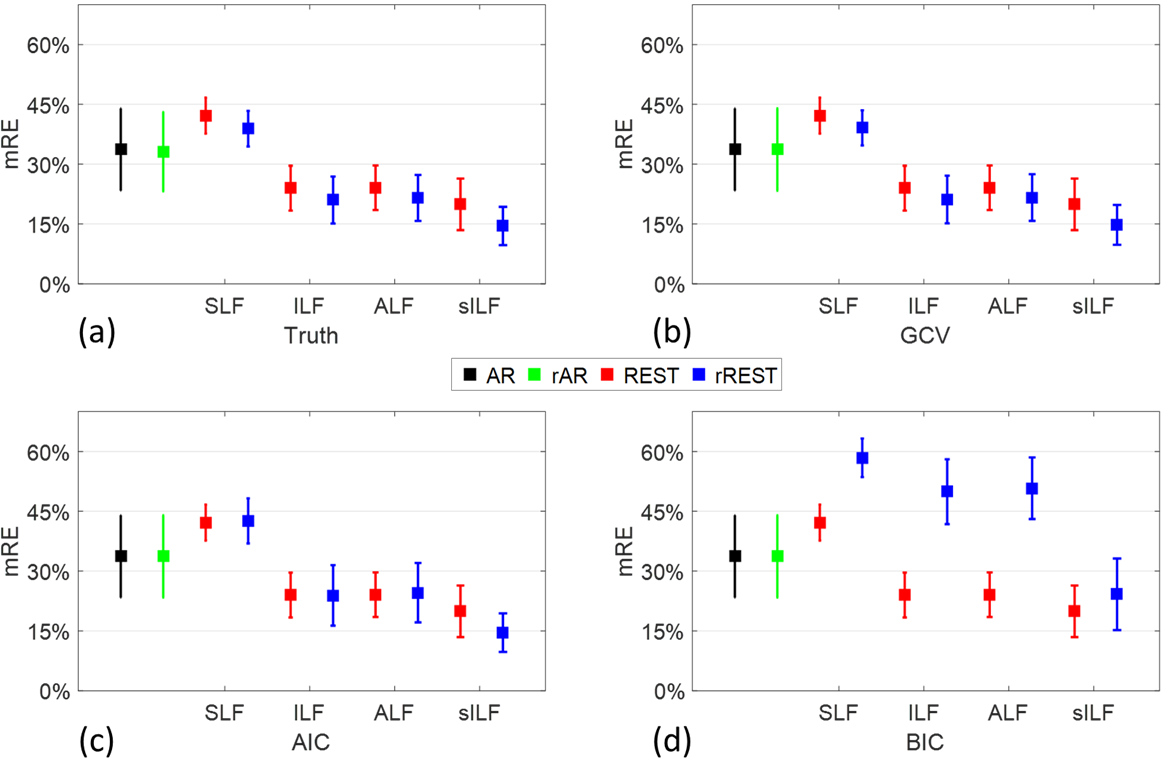 60%
45%
30%
15%
0%
mRE
SLF ILF ALF sILF
(a) Truth
60%
45%
30%
15%
0%
mRE
SLF ILF ALF sILF
(b) GCV
AR rAR REST rREST
60%
45%
30%
15%
0%
mRE
SLF ILF ALF sILF
(c) AIC
60%
45%
30%
15%
0%
mRE
SLF ILF ALF sILF
(d) BIC